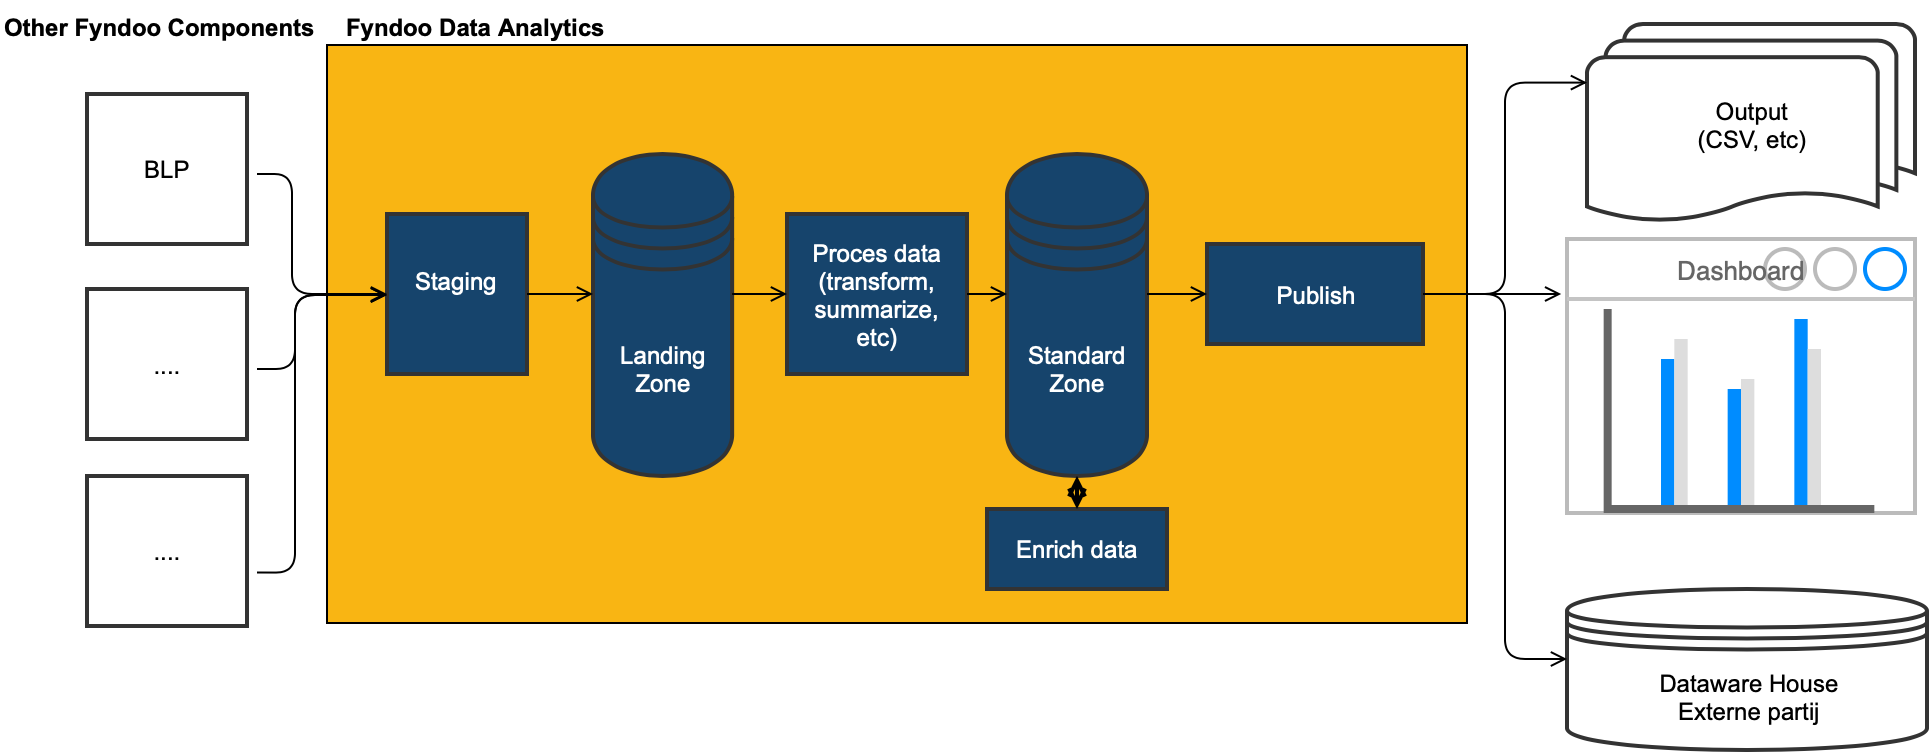 Other Fyndoo Components
Fyndoo Data Analytics
BLP
....
....
Staging
Landing
Zone
Proces data
(transform,
summarize,
etc)
Standard
Zone
Enrich data
Publish
Output
(CSV, etc)
Dashboard
Dataware House
Externe partij